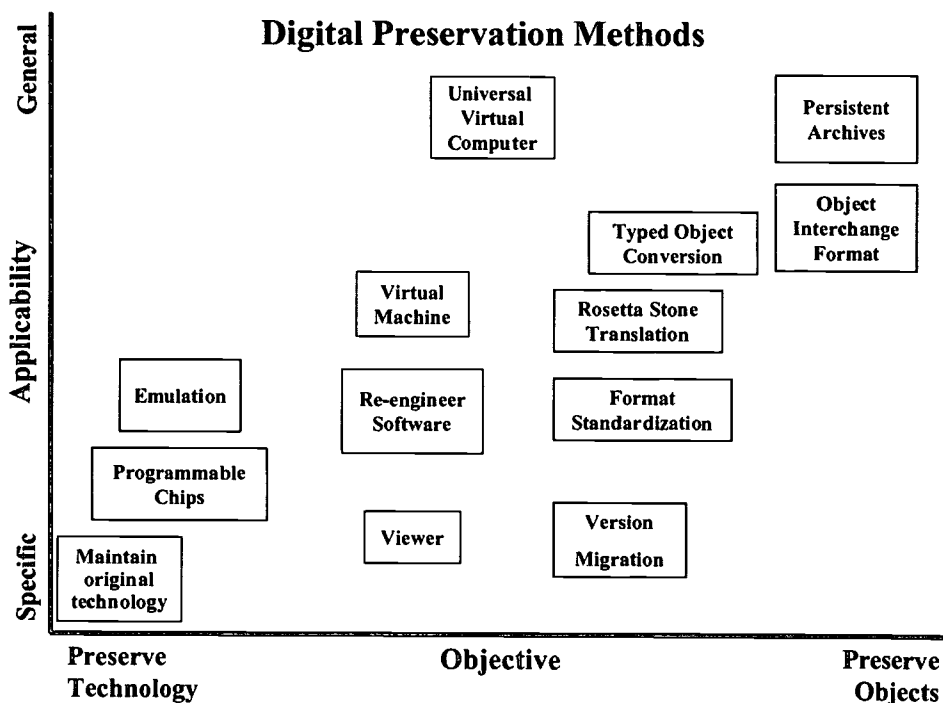 Digital Preservation Methods
General
Applicability
Specific
Universal
Virtual
Computer
Persistent
Archives
Typed Object
Conversion
Object
Interchange
Format
Virtual
Machine
Rosetta Stone
Translation
Emulation
Re-engineer
Software
Format
Standardization
Programmable
Chips
Viewer
Version
Migration
Maintain
original
technology
Preserve
Technology
Objective
Preserve
Objects